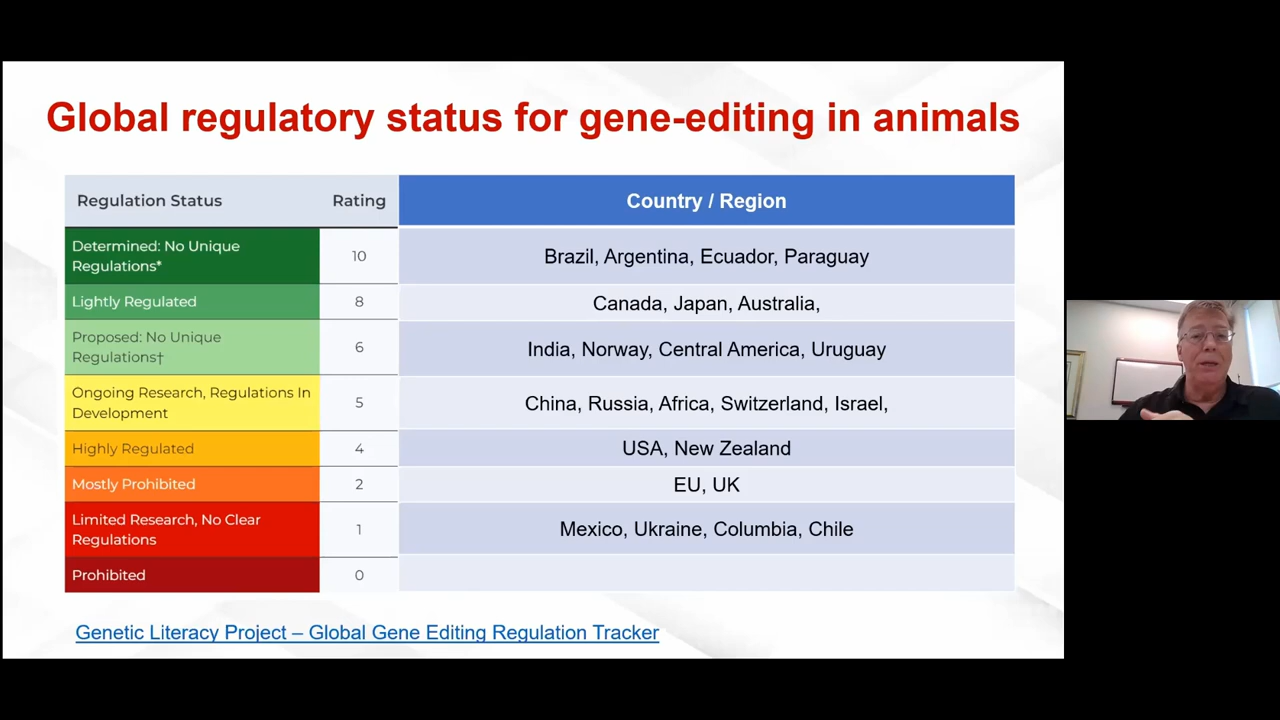 Global regulatory status for gene-editing in animals
Regulation Status Rating Country / Region
Determined: No Unique
Regulations* 10 Brazil, Argentina, Ecuador, Paraguay
Lightly Regulated 8 Canada, Japan, Australia,
Proposed: No Unique
Regulations† 6 India, Norway, Central America, Uruguay
Ongoing Research, Regulations In
Development 5 China, Russia, Africa, Switzerland, Israel,
Highly Regulated 4 USA, New Zealand
Mostly Prohibited 2 EU, UK
Limited Research, No Clear
Regulations 1 Mexico, Ukraine, Columbia, Chile
Prohibited 0
Genetic Literacy Project – Global Gene Editing Regulation Tracker